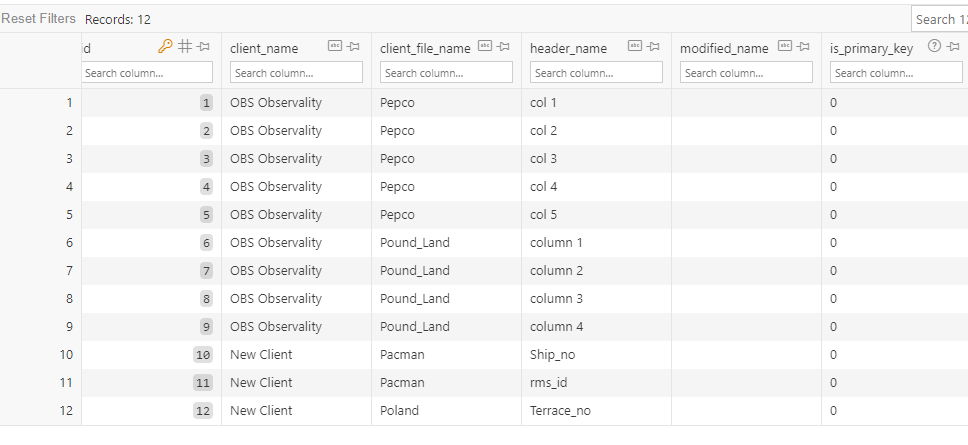 Reset Filters Records: 12 Search 12
id client_name client_file_name header_name modified_name is_primary_key
Search column... Search column... Search column... Search column... Search column... Search column...
1 1 OBS Observality Pepco col 1 0
2 2 OBS Observality Pepco col 2 0
3 3 OBS Observality Pepco col 3 0
4 4 OBS Observality Pepco col 4 0
5 5 OBS Observality Pepco col 5 0
6 6 OBS Observality Pound_Land column 1 0
7 7 OBS Observality Pound_Land column 2 0
8 8 OBS Observality Pound_Land column 3 0
9 9 OBS Observality Pound_Land column 4 0
10 10 New Client Pacman Ship_no 0
11 11 New Client Pacman rms_id 0
12 12 New Client Poland Terrace_no 0